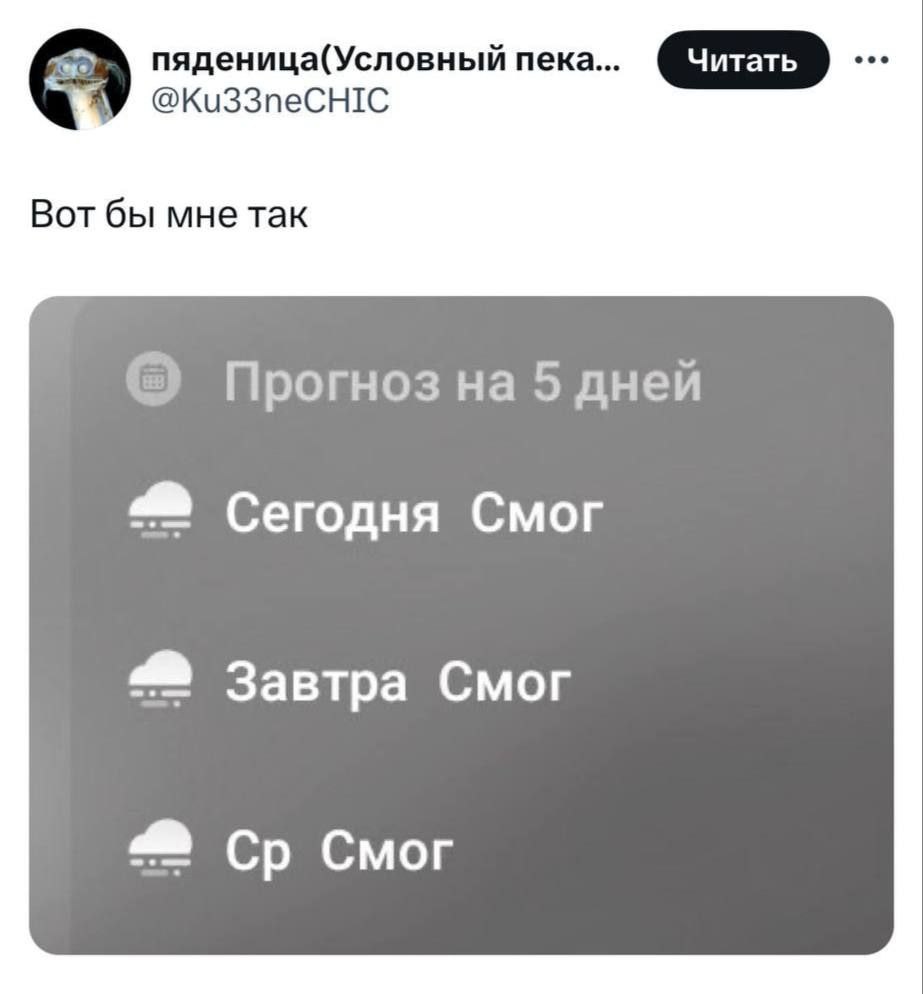 пяденица(Условный пека...
Читать
@Ku33neCHIC
Вот бы мне так
Прогноз на 5 дней
Сегодня Смог
Завтра Смог
Ср Смог